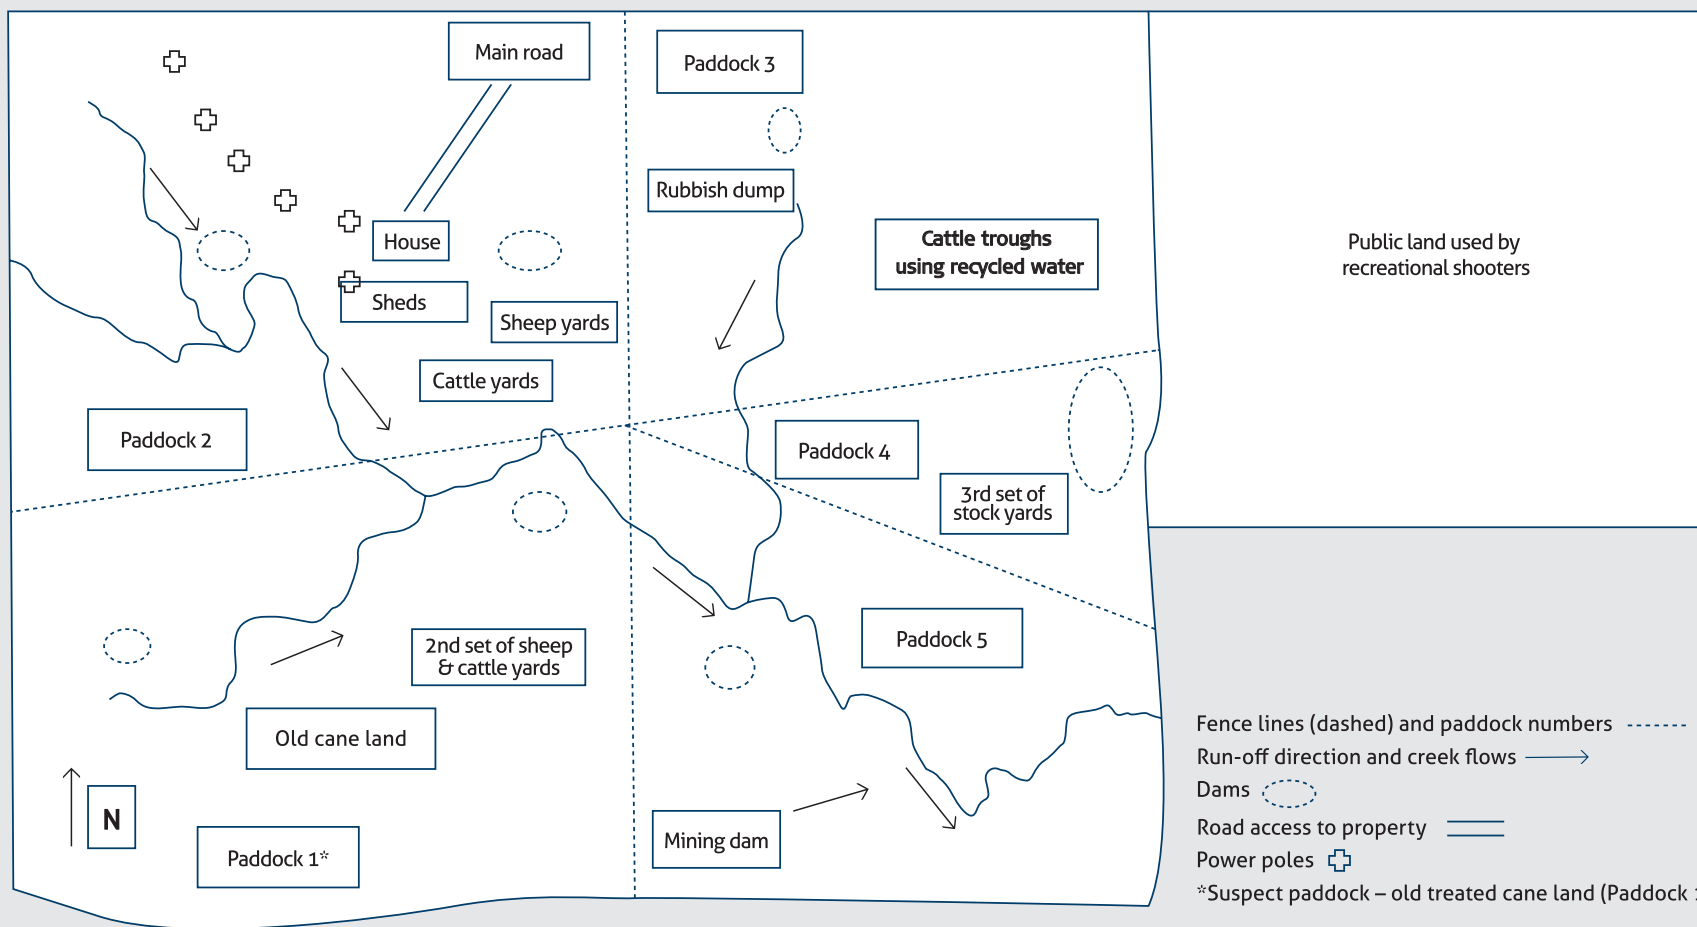 Main road
Paddock 3
Rubbish dump
House
Cattle troughs
using recycled water
Public land used by
recreational shooters
Sheds
Sheep yards
Cattle yards
Paddock 2
Paddock 4
3rd set of
stock yards
2nd set of sheep
& cattle yards
Paddock 5
Old cane land
N
Mining dam
Paddock 1*
Fence lines (dashed) and paddock numbers
Run-off direction and creek flows
Dams
Road access to property
Power poles
*Suspect paddock – old treated cane land (Paddock